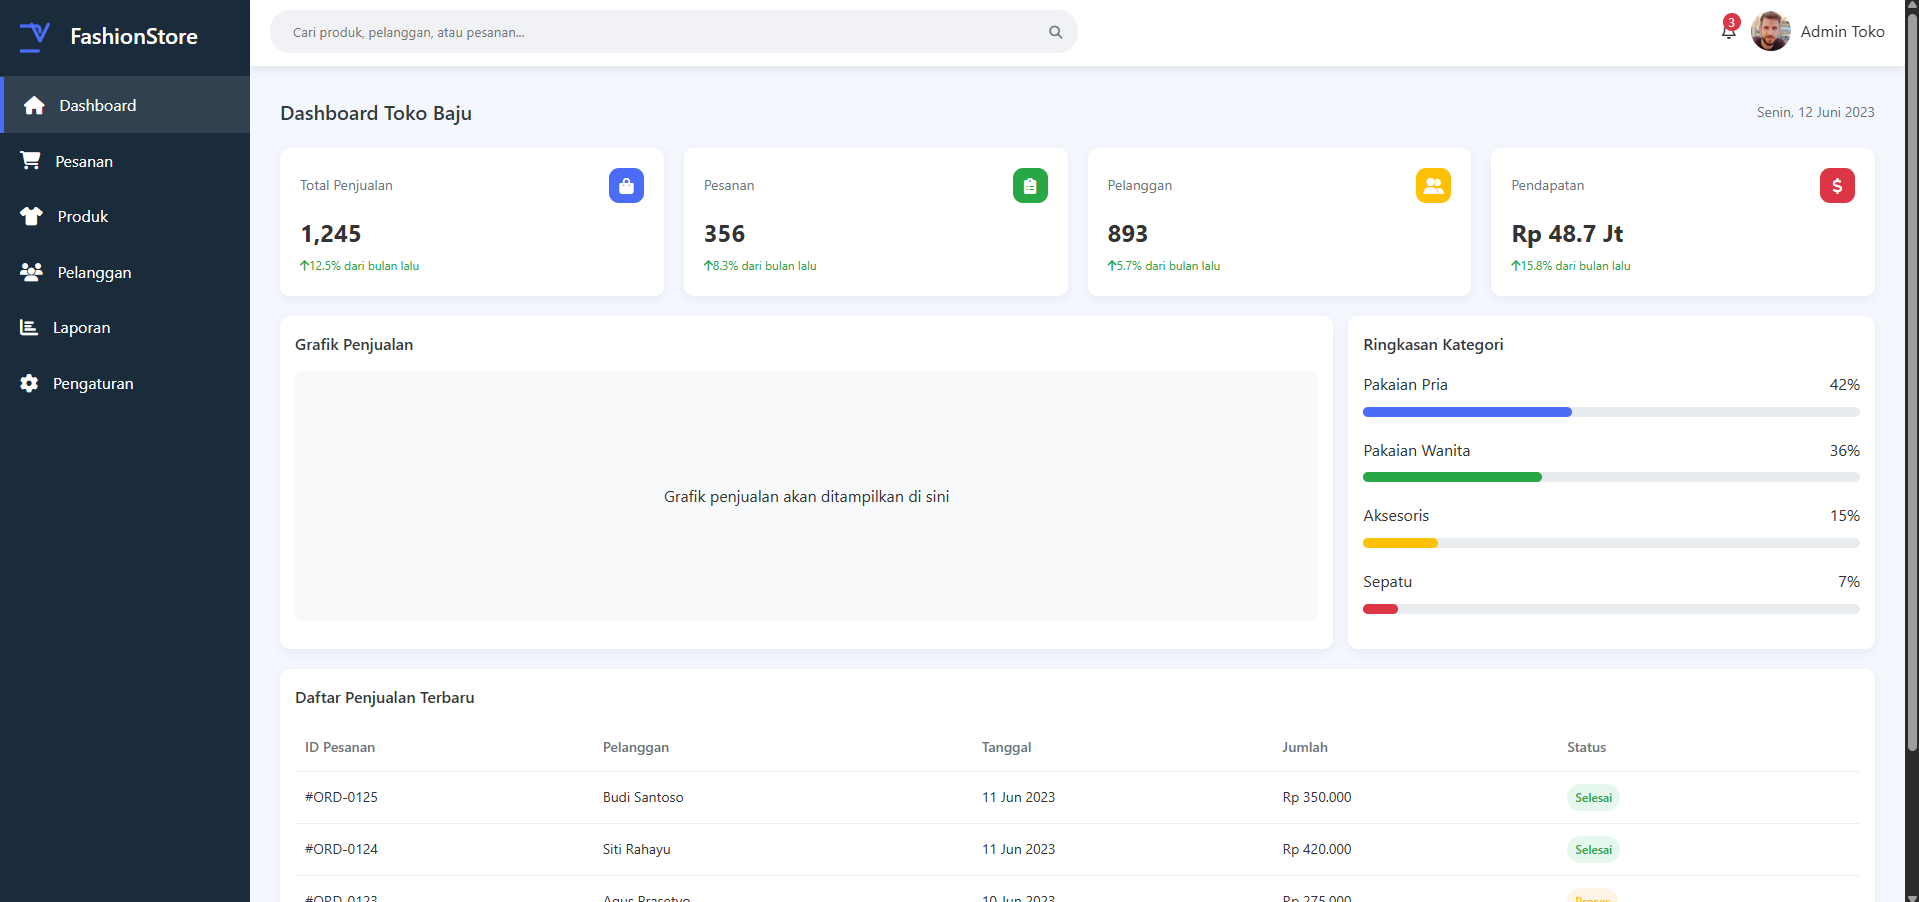 FashionStore
Cari produk, pelanggan, atau pesanan...
3
Admin Toko
Dashboard
Pesanan
Produk
Pelanggan
Laporan
Pengaturan
Dashboard Toko Baju
Senin, 12 Juni 2023
Total Penjualan
1,245
12.5% dari bulan lalu
Pesanan
356
8.3% dari bulan lalu
Pelanggan
893
5.7% dari bulan lalu
Pendapatan
Rp 48.7 Jt
15.8% dari bulan lalu
Grafik Penjualan
Grafik penjualan akan ditampilkan di sini
Ringkasan Kategori
Pakaian Pria 42%
Pakaian Wanita 36%
Aksesoris 15%
Sepatu 7%
Daftar Penjualan Terbaru
ID Pesanan Pelanggan Tanggal Jumlah Status
#ORD-0125 Budi Santoso 11 Jun 2023 Rp 350.000 Selesai
#ORD-0124 Siti Rahayu 11 Jun 2023 Rp 420.000 Selesai
#ORD-0123 Agus Prasetyo 10 Jun 2023 Rp 275.000 Proses